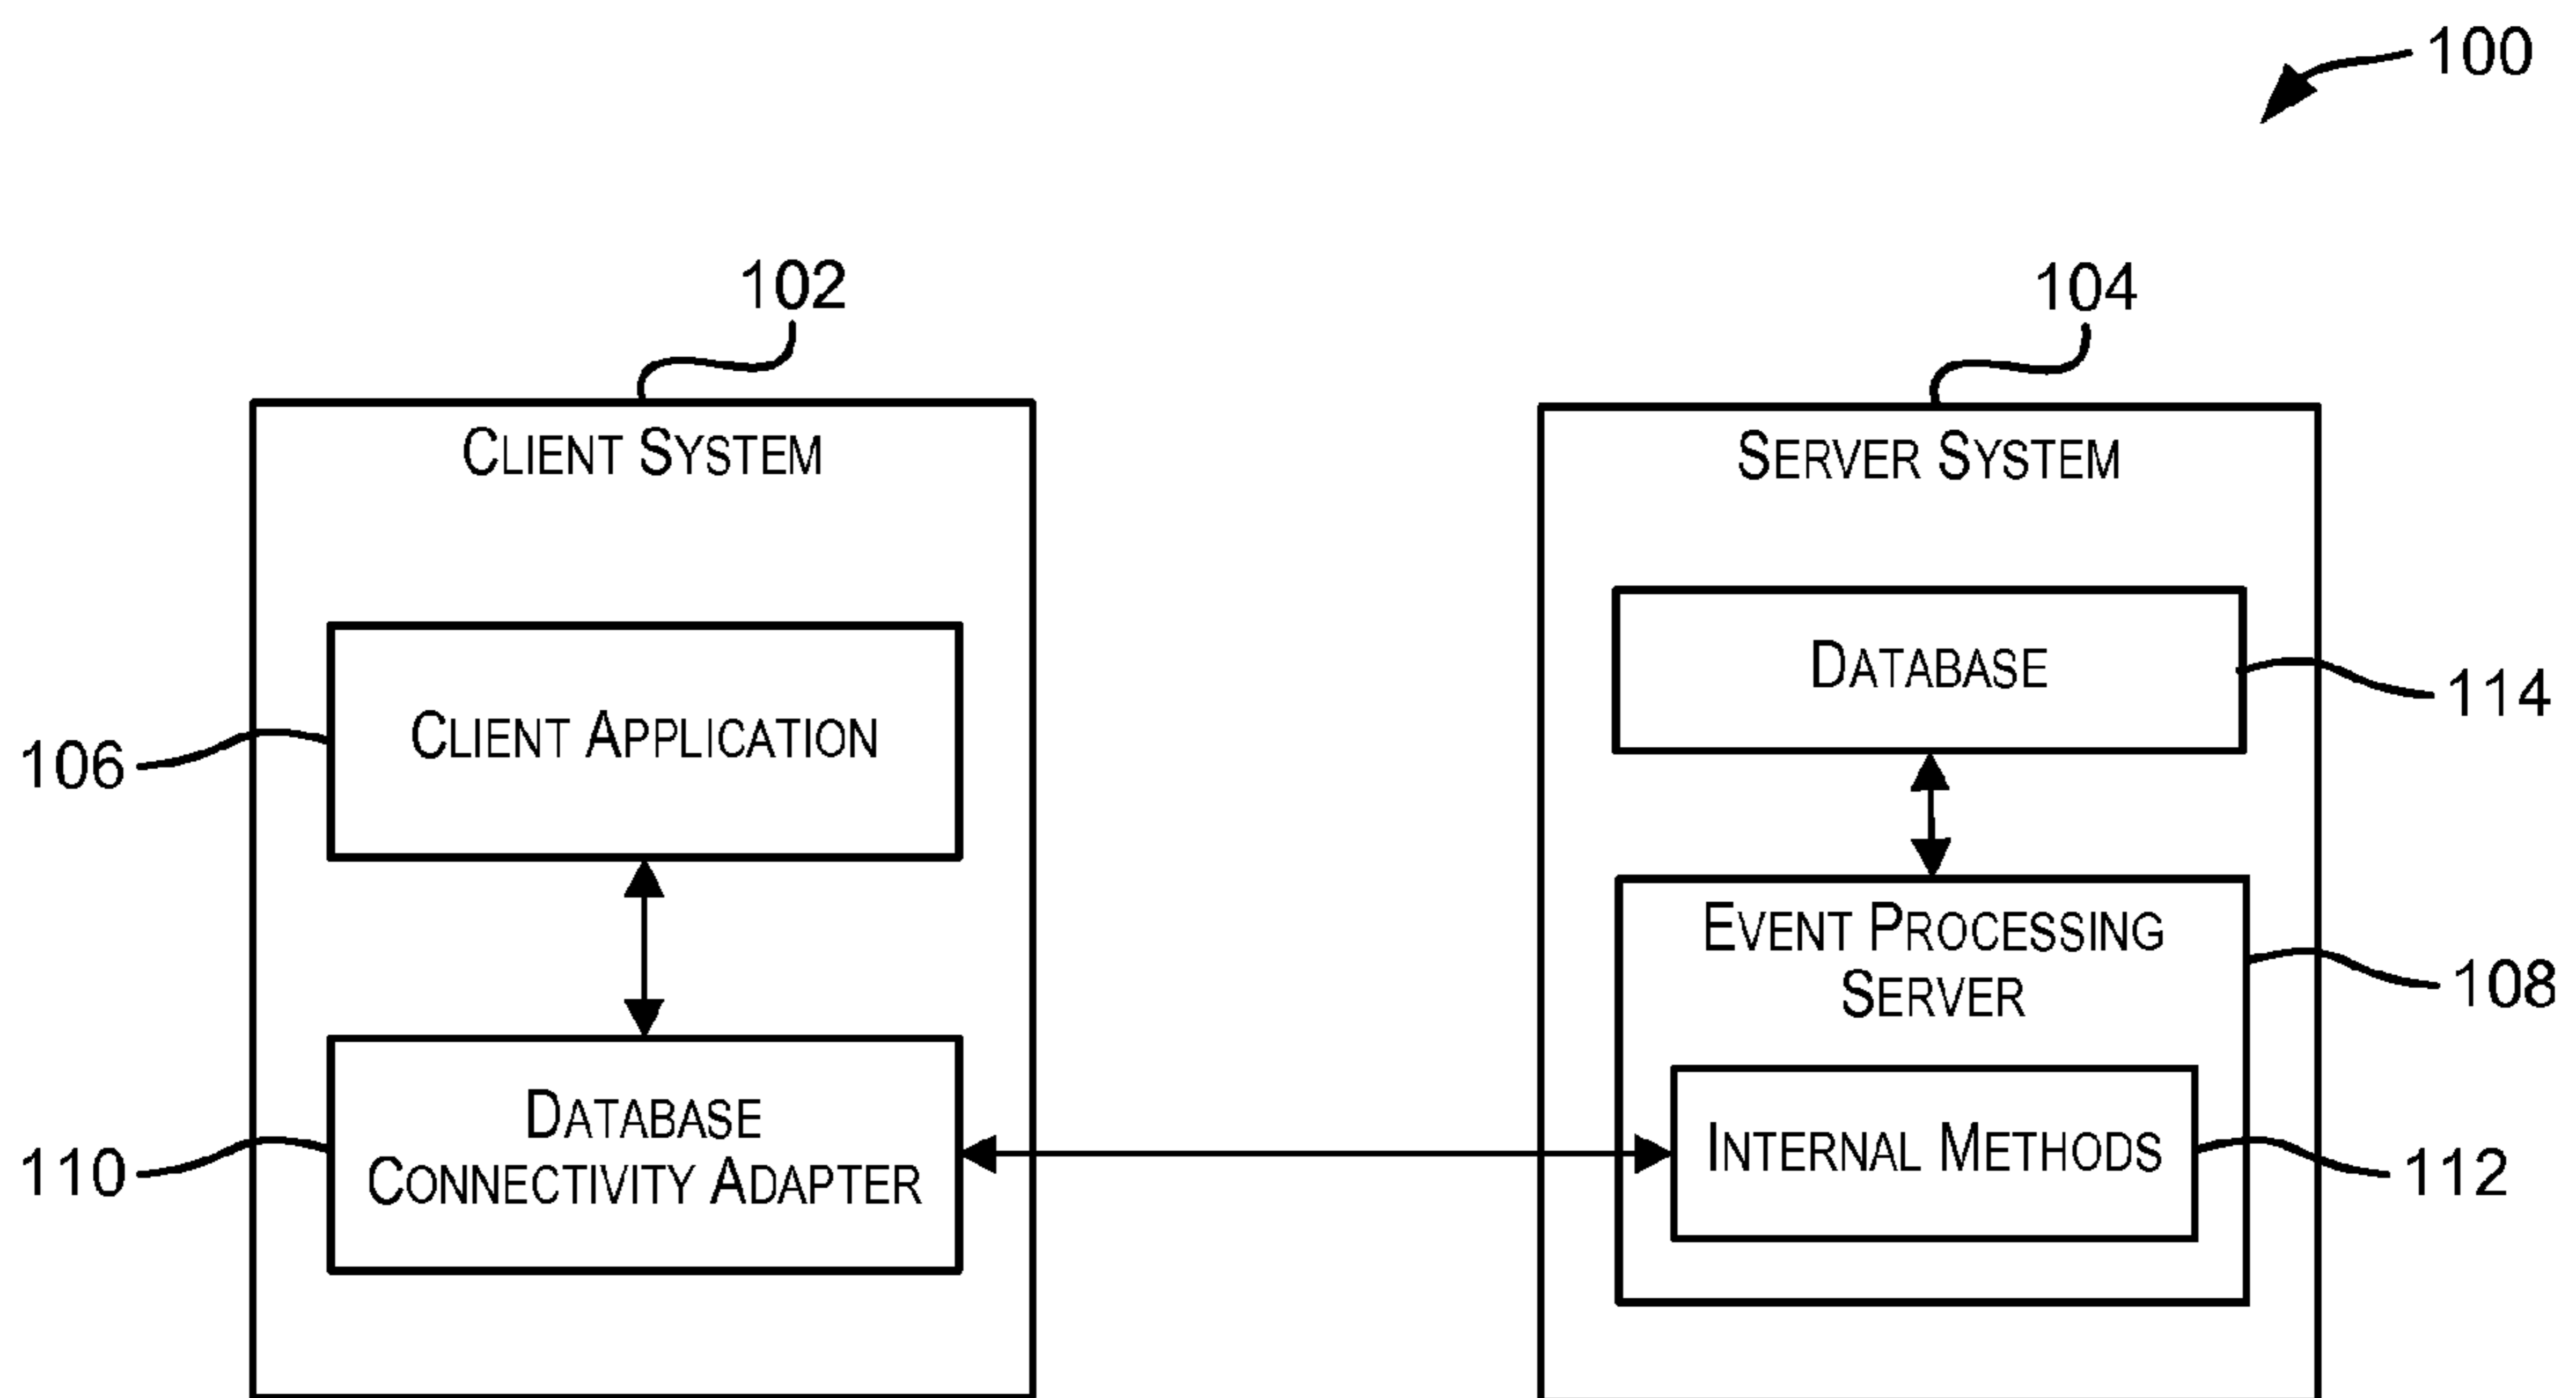 100
102
104
CLIENT SYSTEM
SERVER SYSTEM
DATABASE
114
CLIENT APPLICATION
106
EVENT PROCESSING
SERVER
108
DATABASE
CONNECTIVITY ADAPTER
110
INTERNAL METHODS
112